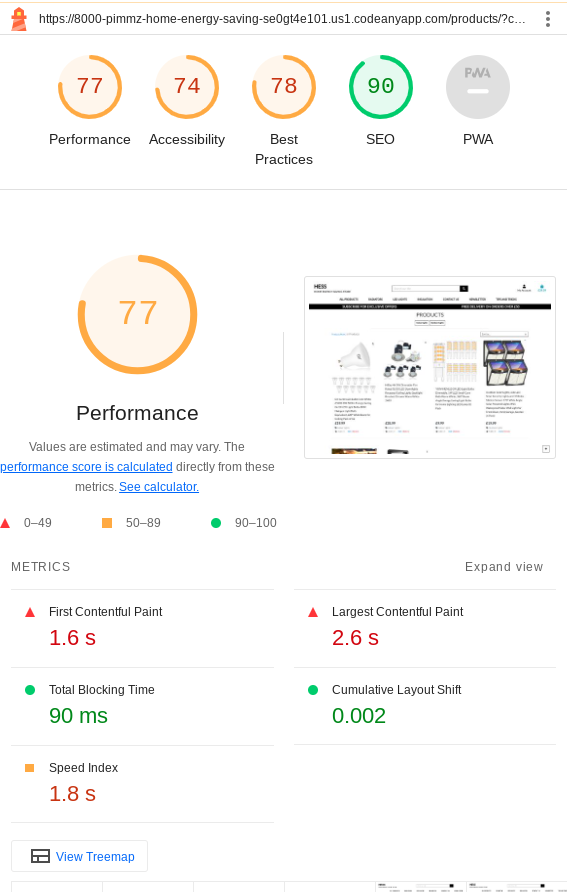 https://8000-pimmz-home-energy-saving-se0gt4e101.us1.codeanyapp.com/products/?c...
77 74 78 90 PWA
Performance Accessibility Best Practices SEO PWA
77
HESS
PRODUCTS
Performance
Values are estimated and may vary. The
performance score is calculated directly from these
metrics. See calculator.
0–49 50–89 90–100
METRICS Expand view
First Contentful Paint Largest Contentful Paint
1.6 s 2.6 s
Total Blocking Time Cumulative Layout Shift
90 ms 0.002
Speed Index
1.8 s
View Treemap